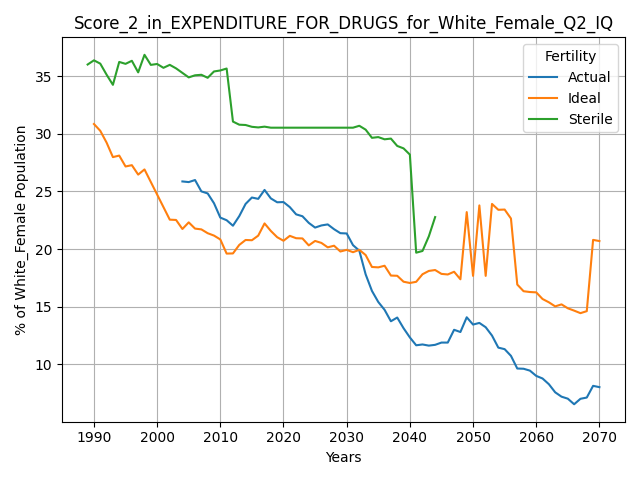 Score_2_in_EXPENDITURE_FOR_DRUGS_for_White_Female_Q2_IQ
Fertility
Actual
Ideal
Sterile
% of White_Female Population
35
30
25
20
15
10
1990 2000 2010 2020 2030 2040 2050 2060 2070
Years